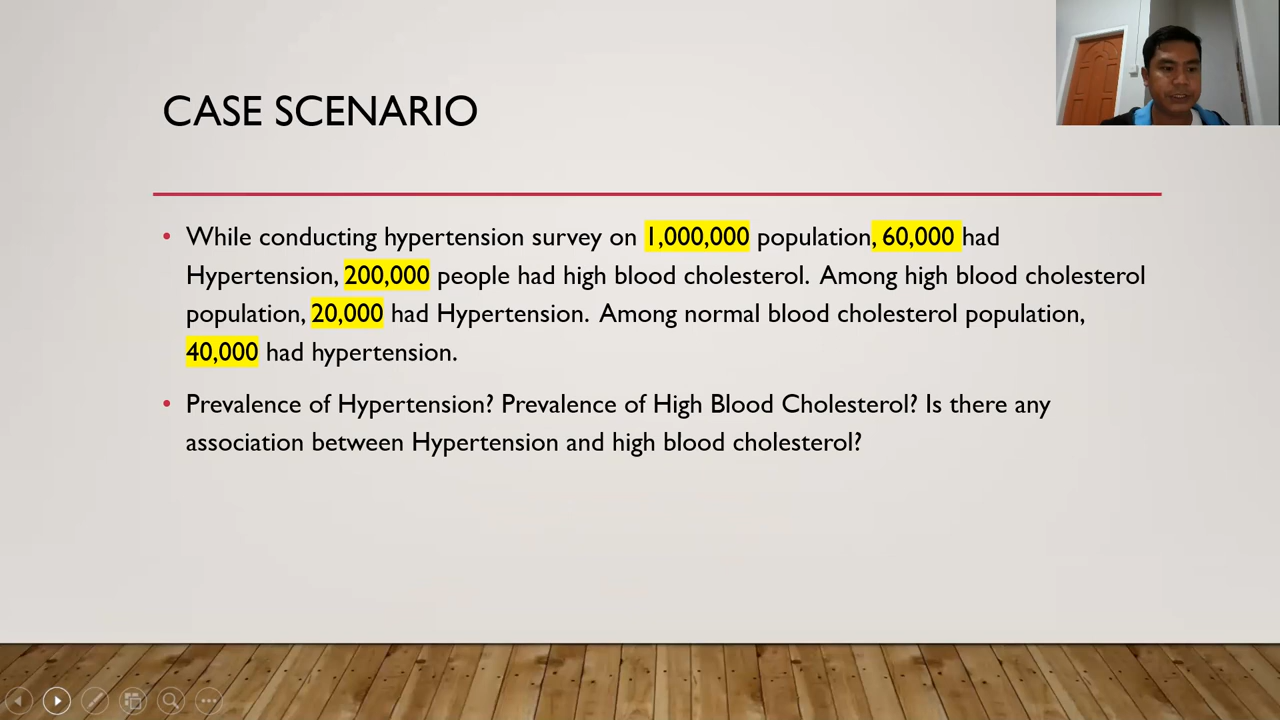 CASE SCENARIO
• While conducting hypertension survey on 1,000,000 population, 60,000 had
Hypertension, 200,000 people had high blood cholesterol. Among high blood cholesterol
population, 20,000 had Hypertension. Among normal blood cholesterol population,
40,000 had hypertension.
• Prevalence of Hypertension? Prevalence of High Blood Cholesterol? Is there any
association between Hypertension and high blood cholesterol?